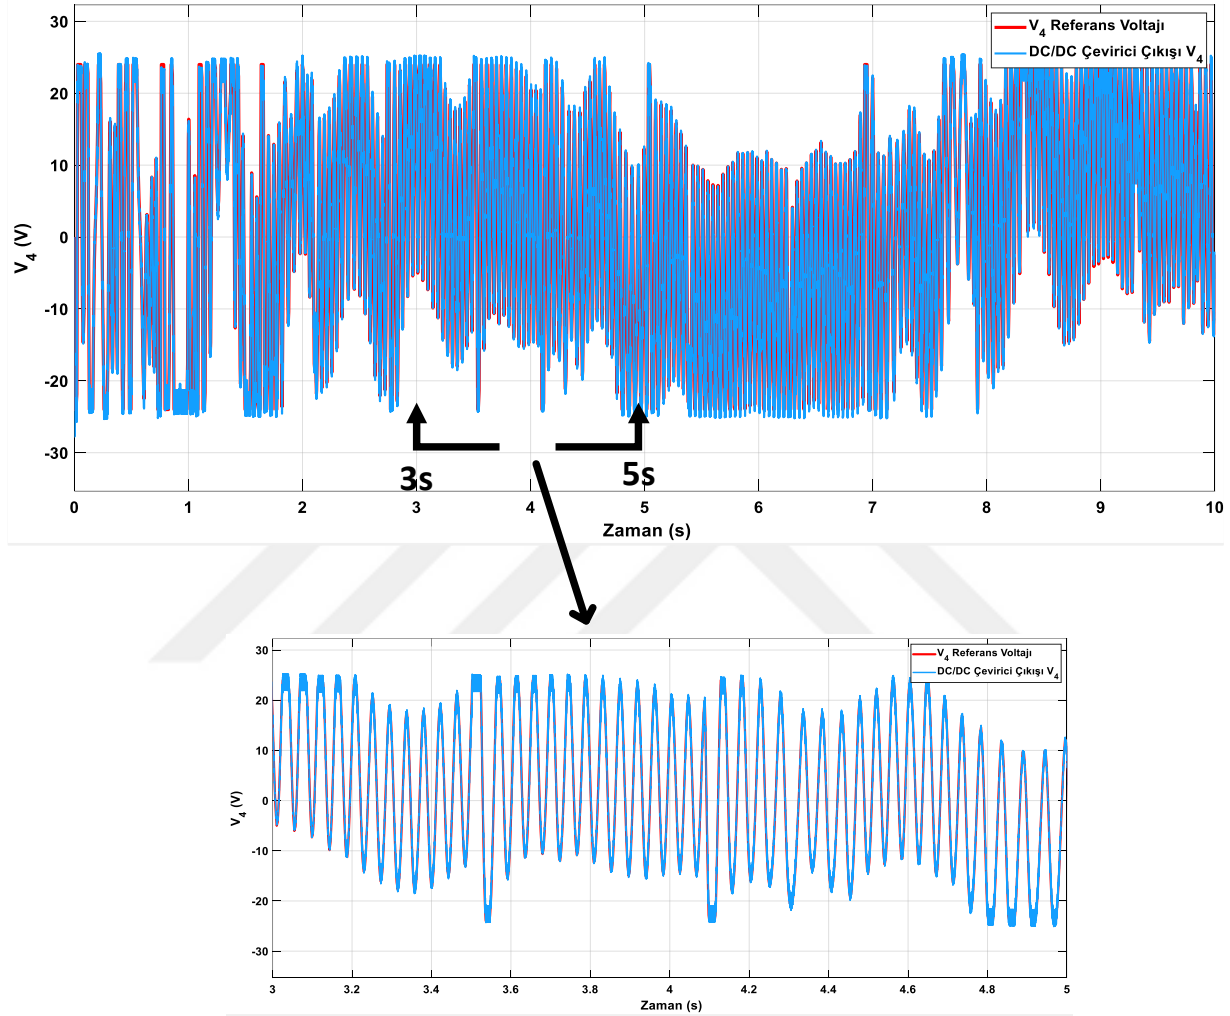 V4 Referans Voltajı
DC/DC Çevirici Çıkışı V4
30
20
10
0
-10
-20
-30
V4 (V)
3s
5s
0 1 2 3 4 5 6 7 8 9 10
Zaman (s)
V4 Referans Voltajı
DC/DC Çevirici Çıkışı V4
30
20
10
0
-10
-20
-30
V4 (V)
3 3.2 3.4 3.6 3.8 4 4.2 4.4 4.6 4.8 5
Zaman (s)